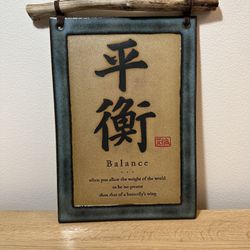 平
衡
Balance
when you allow the weight of the world
to be no greater
than that of a butterfly's wing